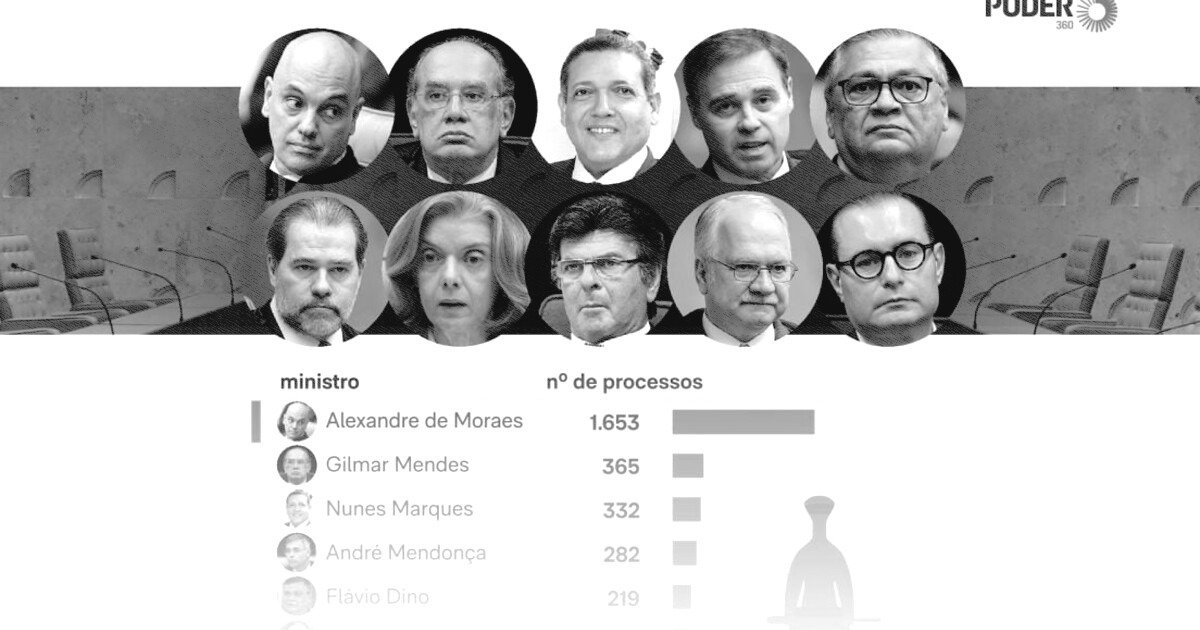 PODER
360
ministro nº de processos
Alexandre de Moraes 1.653
Gilmar Mendes 365
Nunes Marques 332
André Mendonça 282
Flávio Dino 219